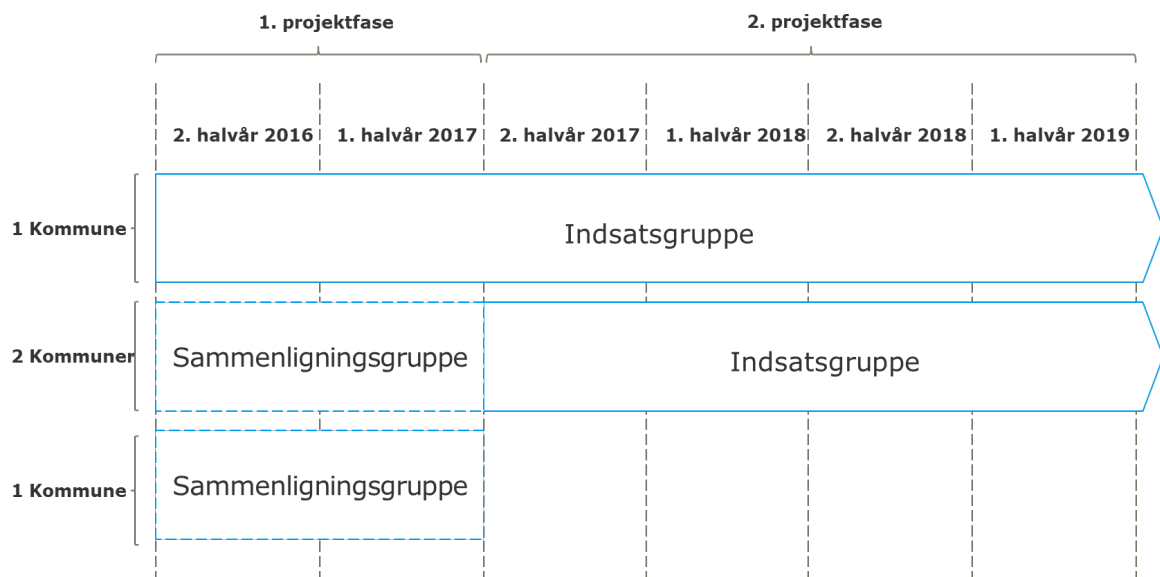 1. projektfase
2. projektfase
2. halvår 2016
1. halvår 2017
2. halvår 2017
1. halvår 2018
2. halvår 2018
1. halvår 2019
1 Kommune
Indsatsgruppe
2 Kommuner
Sammenligningsgruppe
Indsatsgruppe
1 Kommune
Sammenligningsgruppe